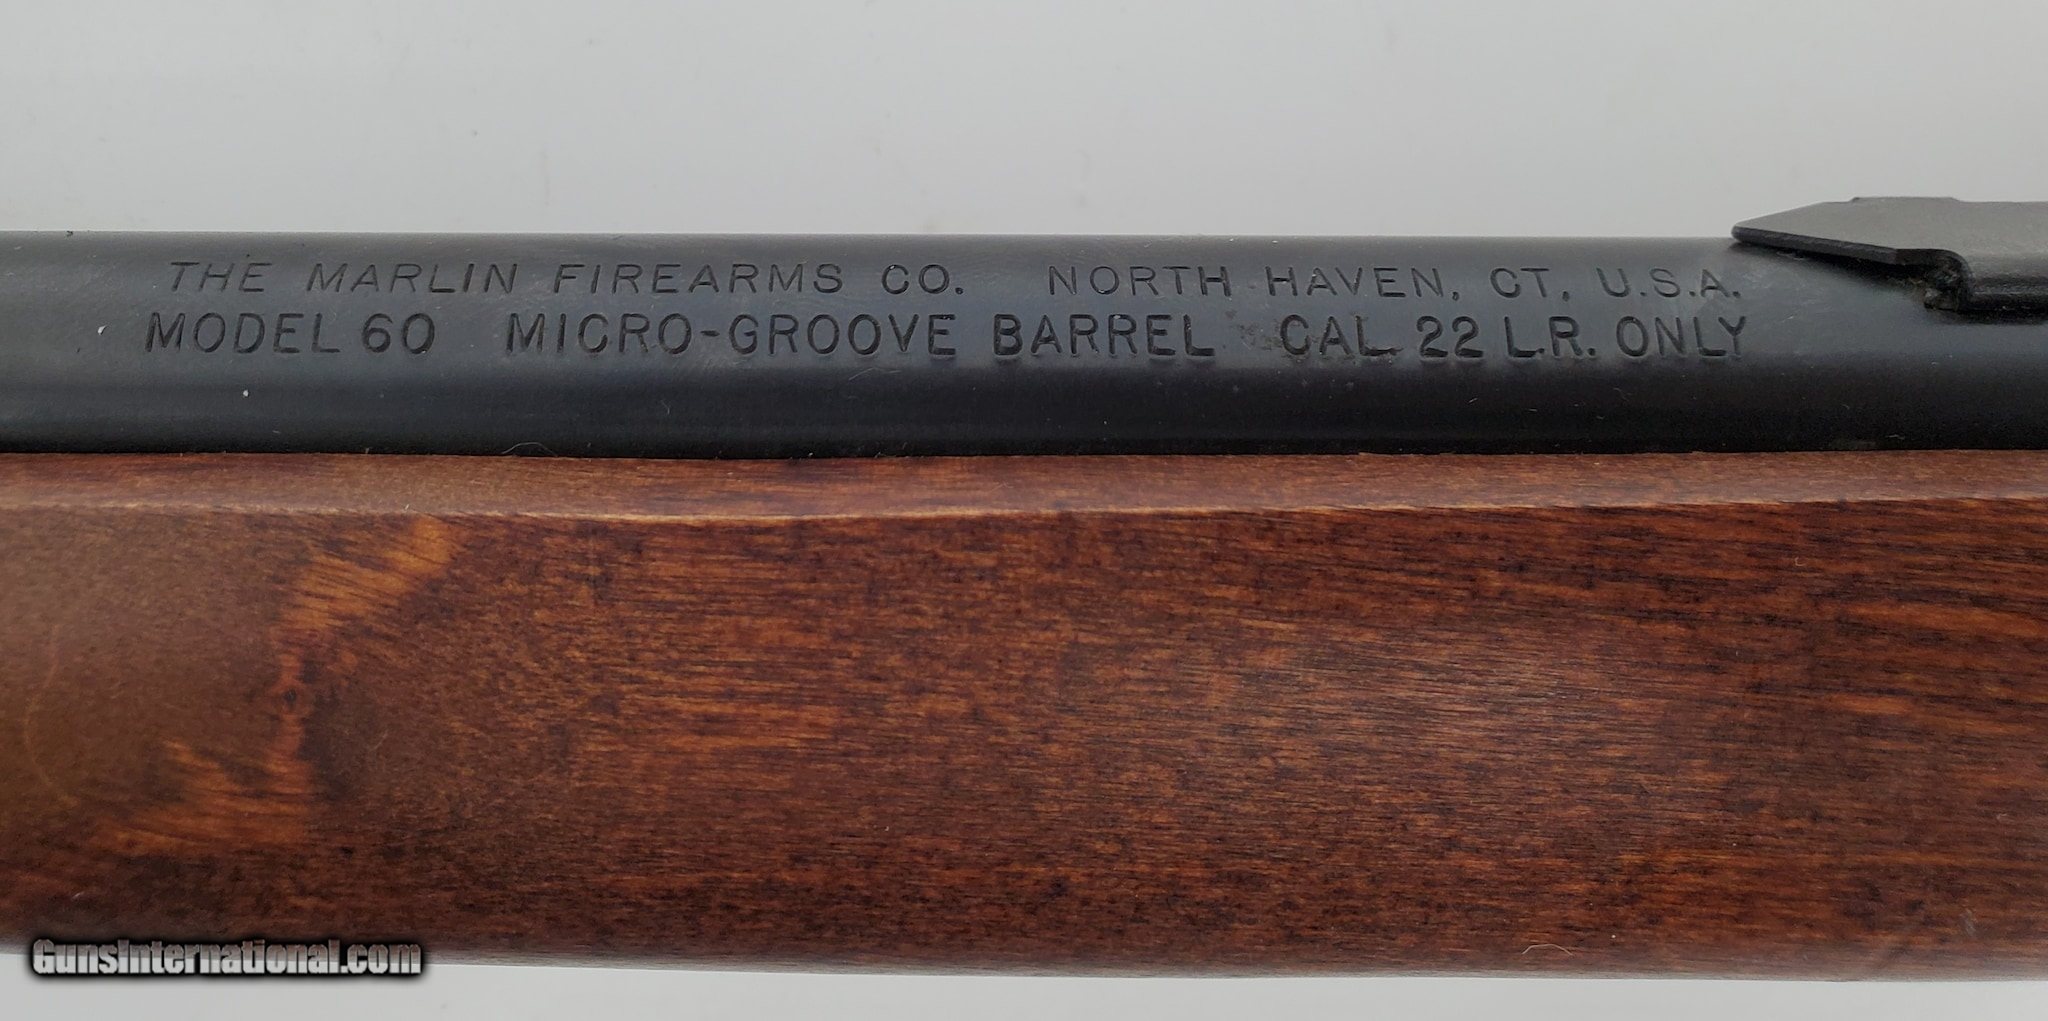 THE MARLIN FIREARMS CO. NORTH HAVEN, CT, U.S.A.
MODEL 60 MICRO-GROOVE BARREL CAL. 22 L.R. ONLY
GunsInternational.com